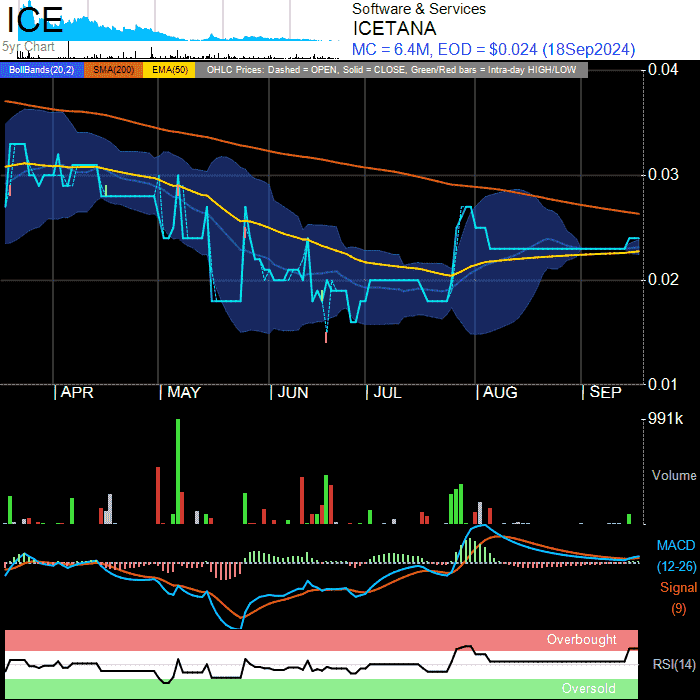 ICE
5yr Chart
Software & Services
ICETANA
MC = 6.4M, EOD = $0.024 (18Sep2024)
BollBands(20,2) SMA(200) EMA(50) OHLC Prices: Dashed = OPEN, Solid = CLOSE, Green/Red bars = Intra-day HIGH/LOW
0.04
0.03
0.02
0.01
APR MAY JUN JUL AUG SEP
991k
Volume
MACD
(12-26)
Signal
(9)
Overbought
RSI(14)
Oversold